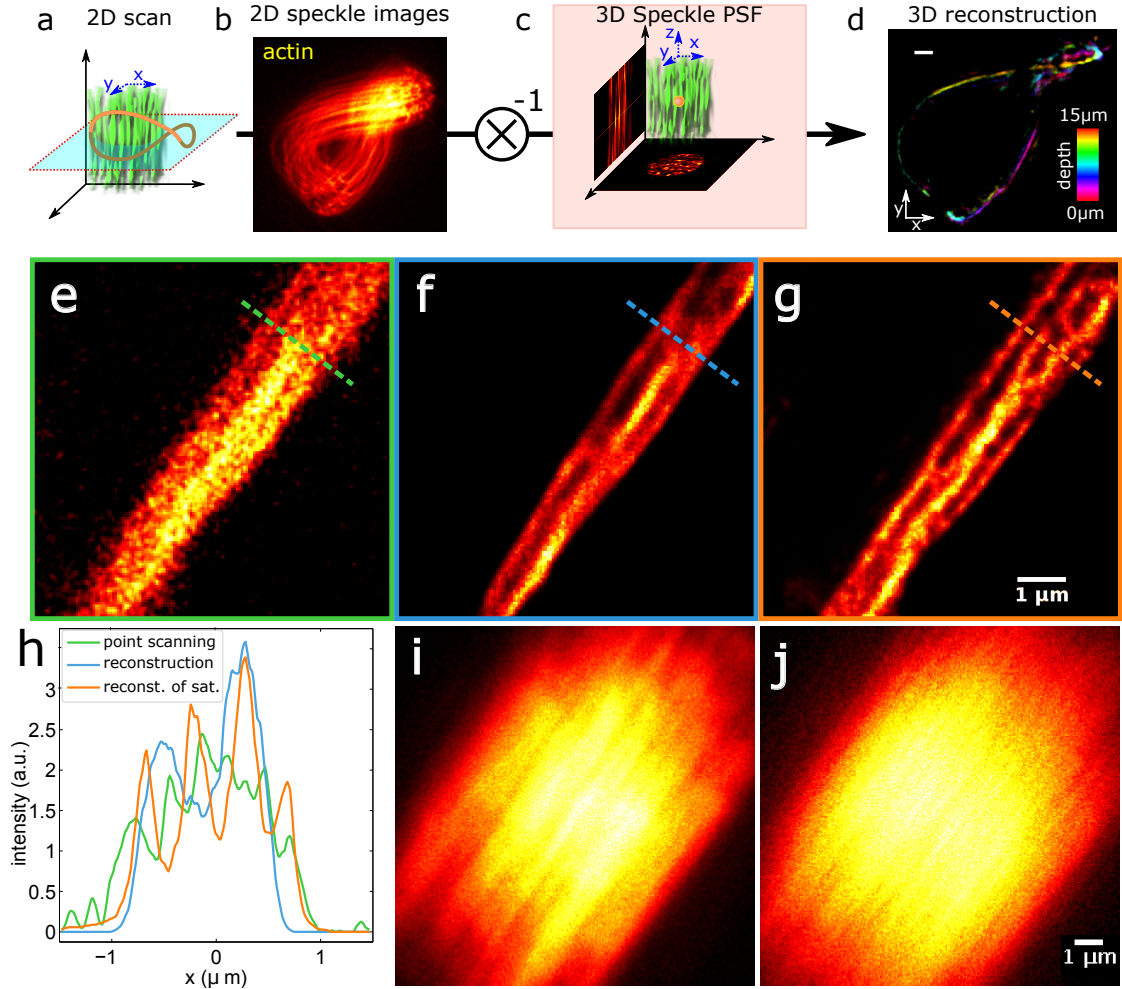 a
2D scan
z
y
x
b
2D speckle images
actin
-1
c
3D Speckle PSF
z
y
x
d
3D reconstruction
15μm
depth
0μm
y
x
e
f
g
1 μm
h
point scanning
reconstruction
reconst. of sat.
intensity (a.u.)
3
2.5
2
1.5
1
0.5
0
−1
0
1
x (μ m)
i
j
1 μm